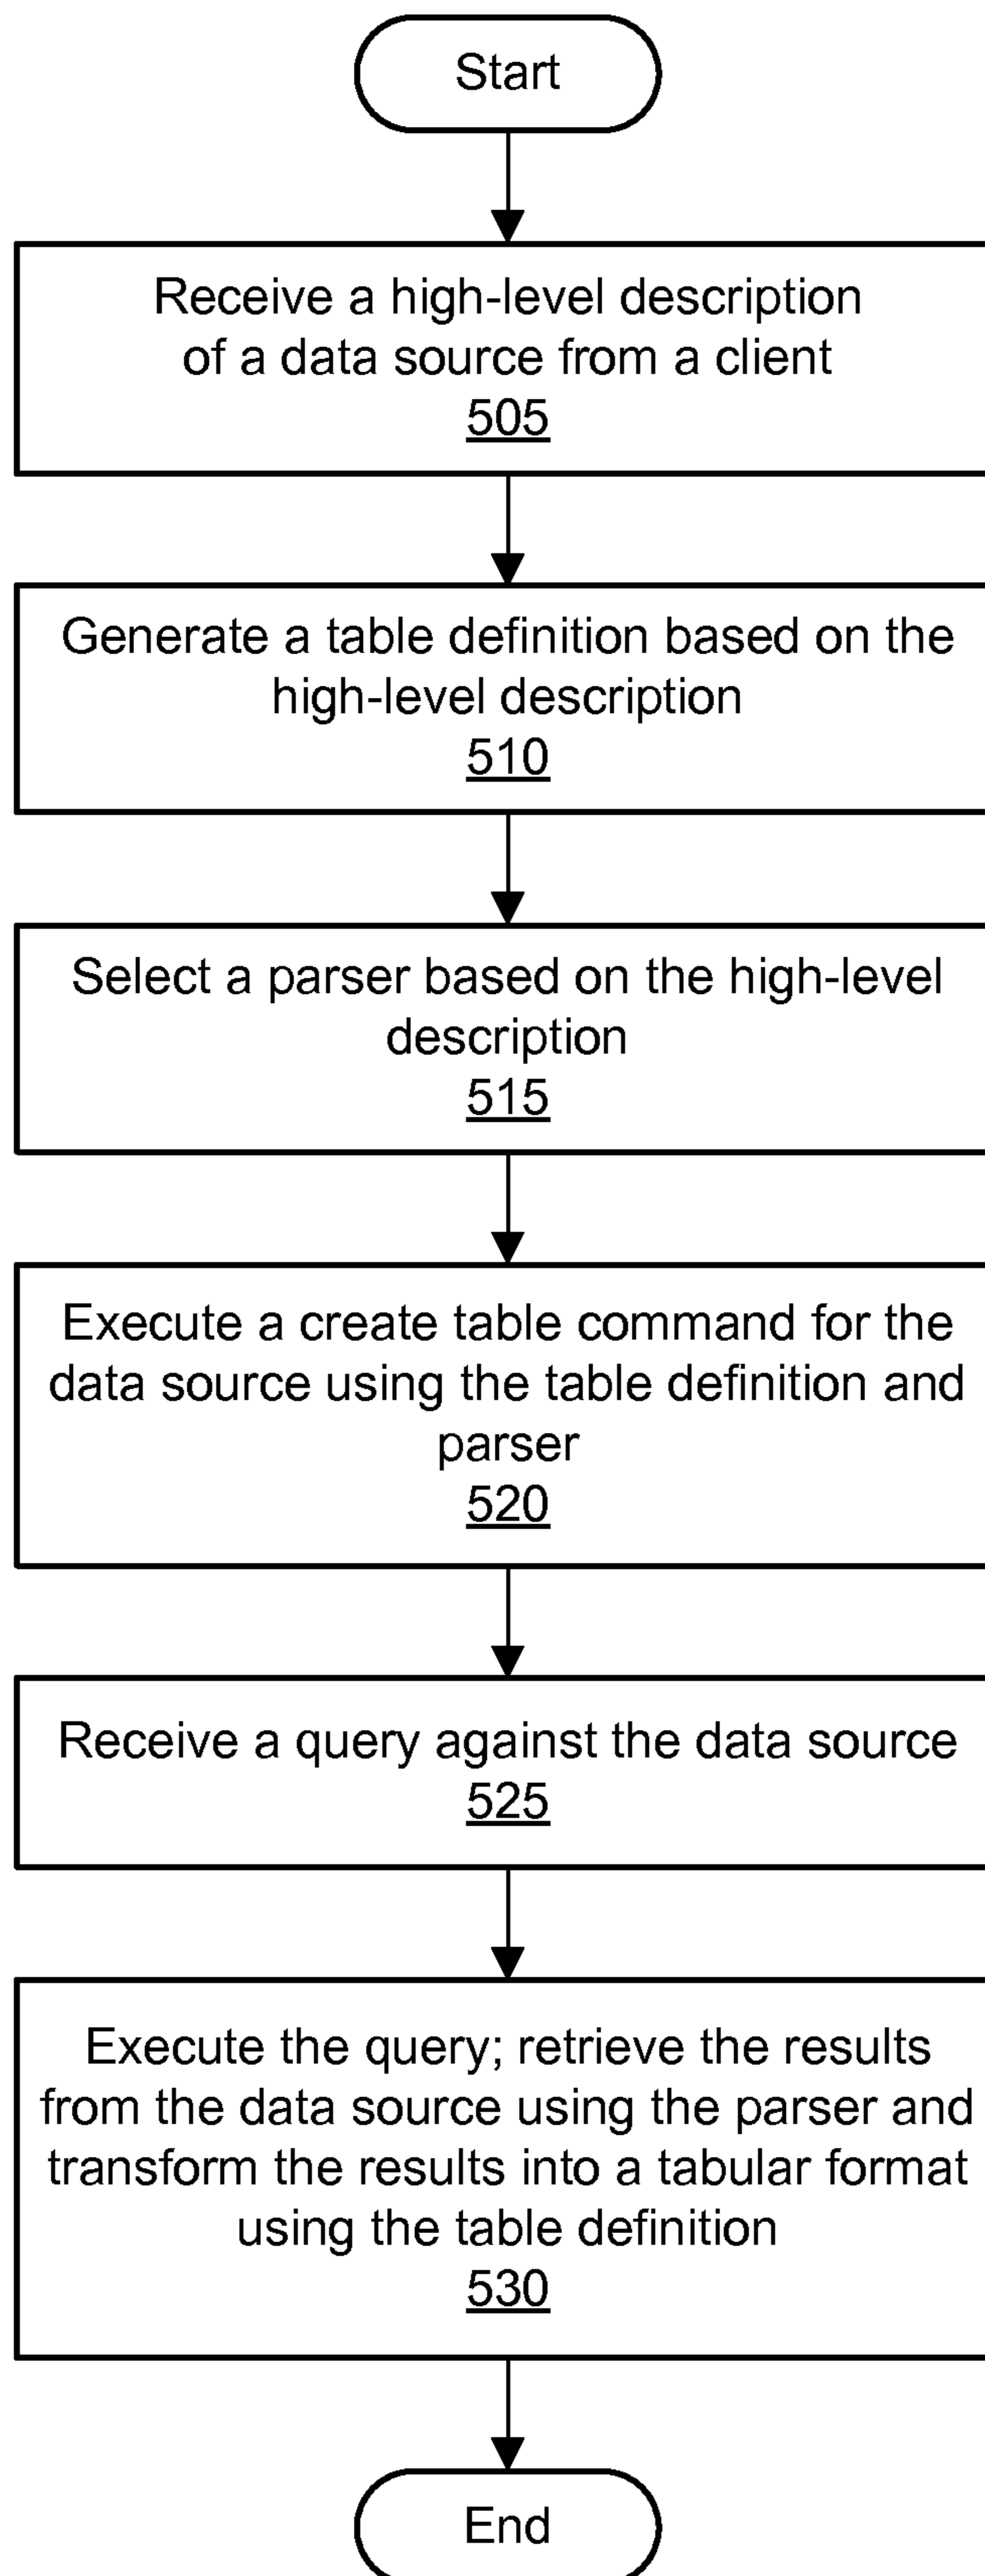 Start
Receive a high-level description
of a data source from a client
505
Generate a table definition based on the
high-level description
510
Select a parser based on the high-level
description
515
Execute a create table command for the
data source using the table definition and
parser
520
Receive a query against the data source
525
Execute the query; retrieve the results
from the data source using the parser and
transform the results into a tabular format
using the table definition
530
End